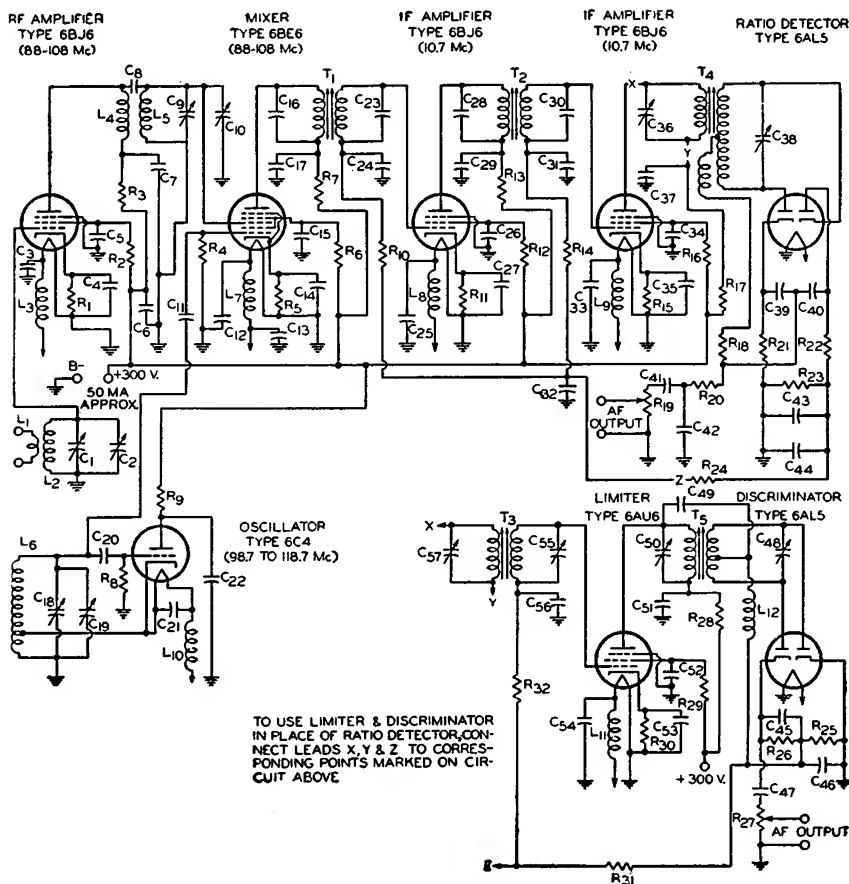 RF AMPLIFIER
TYPE 6BJ6
(88-108 Mc)
MIXER
TYPE 6BE6
(88-108 Mc)
IF AMPLIFIER
TYPE 6BJ6
(10.7 Mc)
IF AMPLIFIER
TYPE 6BJ6
(10.7 Mc)
RATIO DETECTOR
TYPE 6AL5
C8
T1
T2
X
T4
L4
L5
C9
C10
C16
C23
C28
C30
C36
C38
Y
C7
C17
C24
C29
C31
R3
R7
R13
C37
C3
C5
R2
R4
C15
R6
R10
C26
R12
R14
C34
R16
R17
L3
C4
R1
C6
C11
L7
C14
R5
C12
C13
L8
C27
R11
C25
C33
L9
C35
R15
C39
C40
R18
R21
R22
B-
+300 V.
50 MA
APPROX.
C32
C41
R20
R23
R19
C43
AF
OUTPUT
C42
C44
L1
L2
C1
C2
Z
R24
R9
C49
OSCILLATOR
TYPE 6C4
(98.7 TO 118.7 Mc)
T3
LIMITER
TYPE 6AU6
T5
DISCRIMINATOR
TYPE 6AL5
X
C57
C55
C50
C48
L6
C20
R8
C22
Y
C56
C51
R28
L12
C18
C19
C21
L10
R32
C52
R29
C54
L11
C53
R30
C45
R26
R25
+300 V.
C46
C47
TO USE LIMITER & DISCRIMINATOR
IN PLACE OF RATIO DETECTOR,CON-
NECT LEADS X,Y & Z TO CORRES-
PONDING POINTS MARKED ON CIR-
CUIT ABOVE
R27
AF OUTPUT
R31